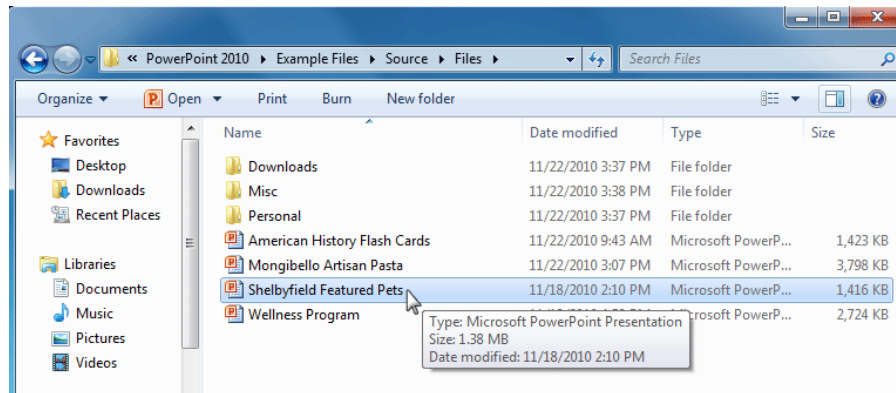 « PowerPoint 2010 ▸ Example Files ▸ Source ▸ Files ▸ Search Files
Organize Open Print Burn New folder
Name Date modified Type Size
Favorites
Desktop
Downloads
Recent Places
Libraries
Documents
Music
Pictures
Videos
Downloads 11/22/2010 3:37 PM File folder
Misc 11/22/2010 3:38 PM File folder
Personal 11/22/2010 3:37 PM File folder
American History Flash Cards 11/22/2010 9:43 AM Microsoft PowerP... 1,423 KB
Mongibello Artisan Pasta 11/22/2010 3:07 PM Microsoft PowerP... 3,798 KB
Shelbyfield Featured Pets 11/18/2010 2:10 PM Microsoft PowerP... 1,416 KB
Wellness Program 2,724 KB
Type: Microsoft PowerPoint Presentation
Size: 1.38 MB
Date modified: 11/18/2010 2:10 PM